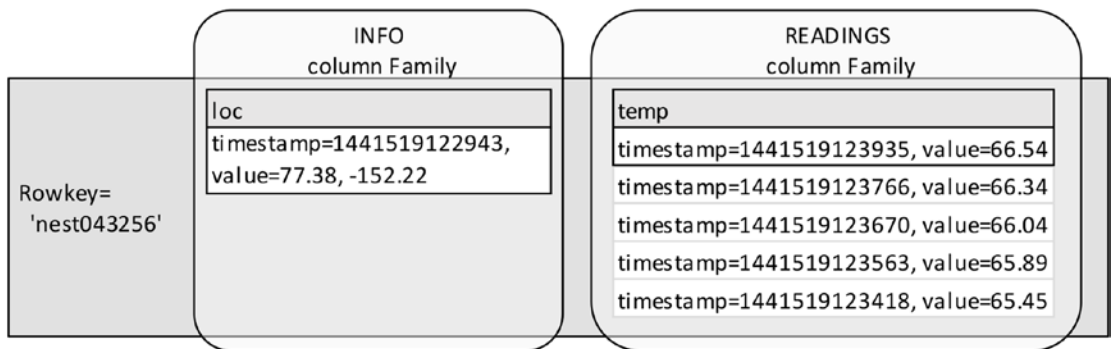 INFO
column Family
READINGS
column Family
loc
timestamp=1441519122943,
value=77.38, -152.22
temp
timestamp=1441519123935, value=66.54
timestamp=1441519123766, value=66.34
timestamp=1441519123670, value=66.04
timestamp=1441519123563, value=65.89
timestamp=1441519123418, value=65.45
Rowkey=
'nest043256'